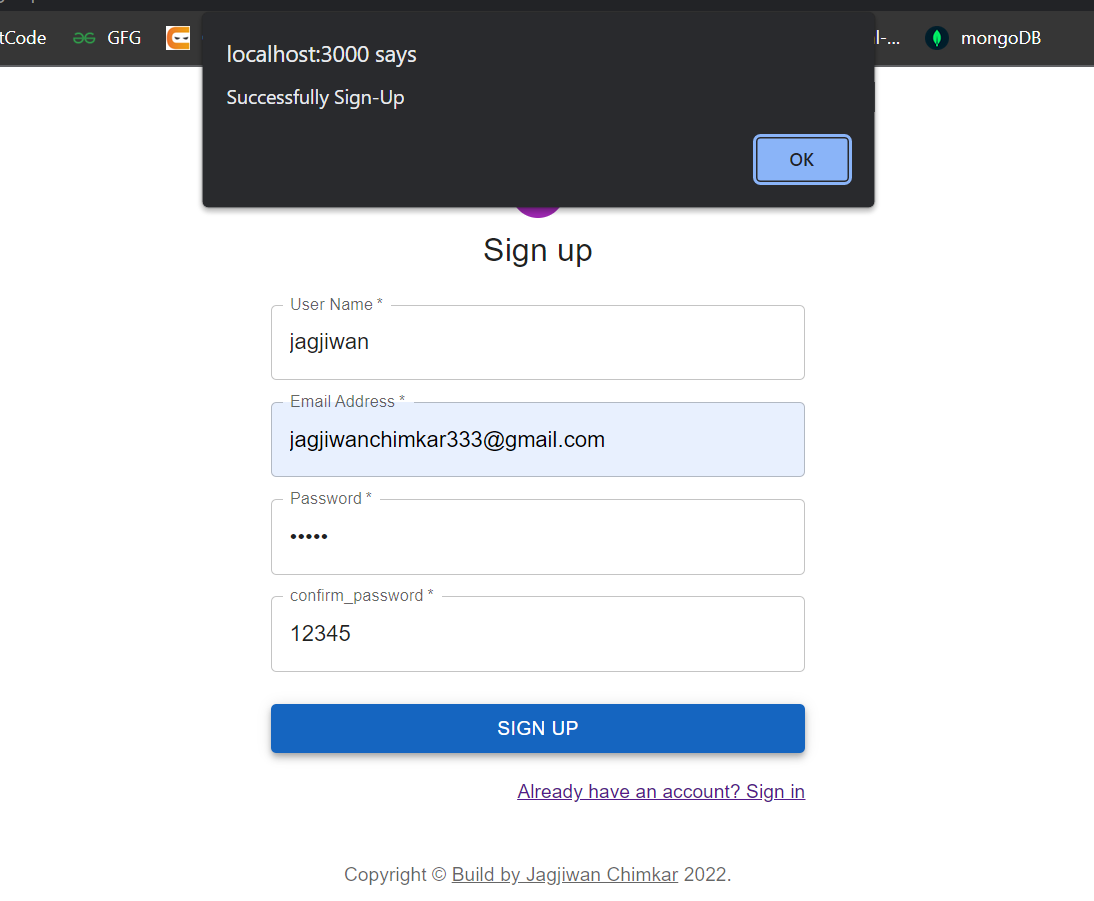 GFG
mongoDB
localhost:3000 says
Successfully Sign-Up
OK
Sign up
User Name *
jagjiwan
Email Address *
jagjiwanchimkar333@gmail.com
Password *
•••••
confirm_password *
12345
SIGN UP
Already have an account? Sign in
Copyright © Build by Jagjiwan Chimkar 2022.